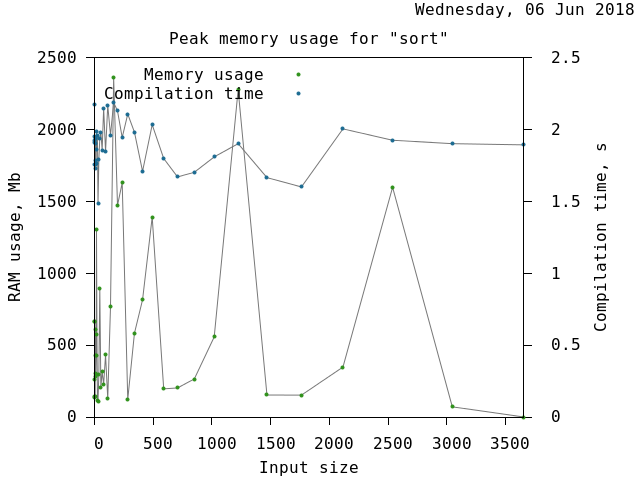 Wednesday, 06 Jun 2018
Peak memory usage for "sort"
Memory usage
Compilation time
RAM usage, Mb
2500
2000
1500
1000
500
0
2.5
2
1.5
1
0.5
0
Compilation time, s
0 500 1000 1500 2000 2500 3000 3500
Input size